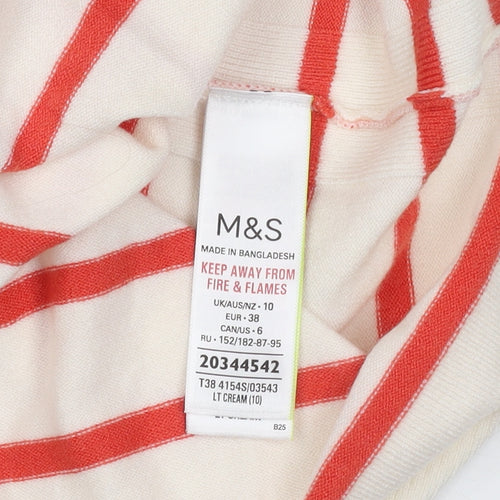 M&S
MADE IN BANGLADESH
KEEP AWAY FROM
FIRE & FLAMES
UK/AUS/NZ • 10
EUR • 38
CAN/US • 6
RU • 152/182-87-95
20344542
T38 4154S/03543
LT CREAM (10)
B25